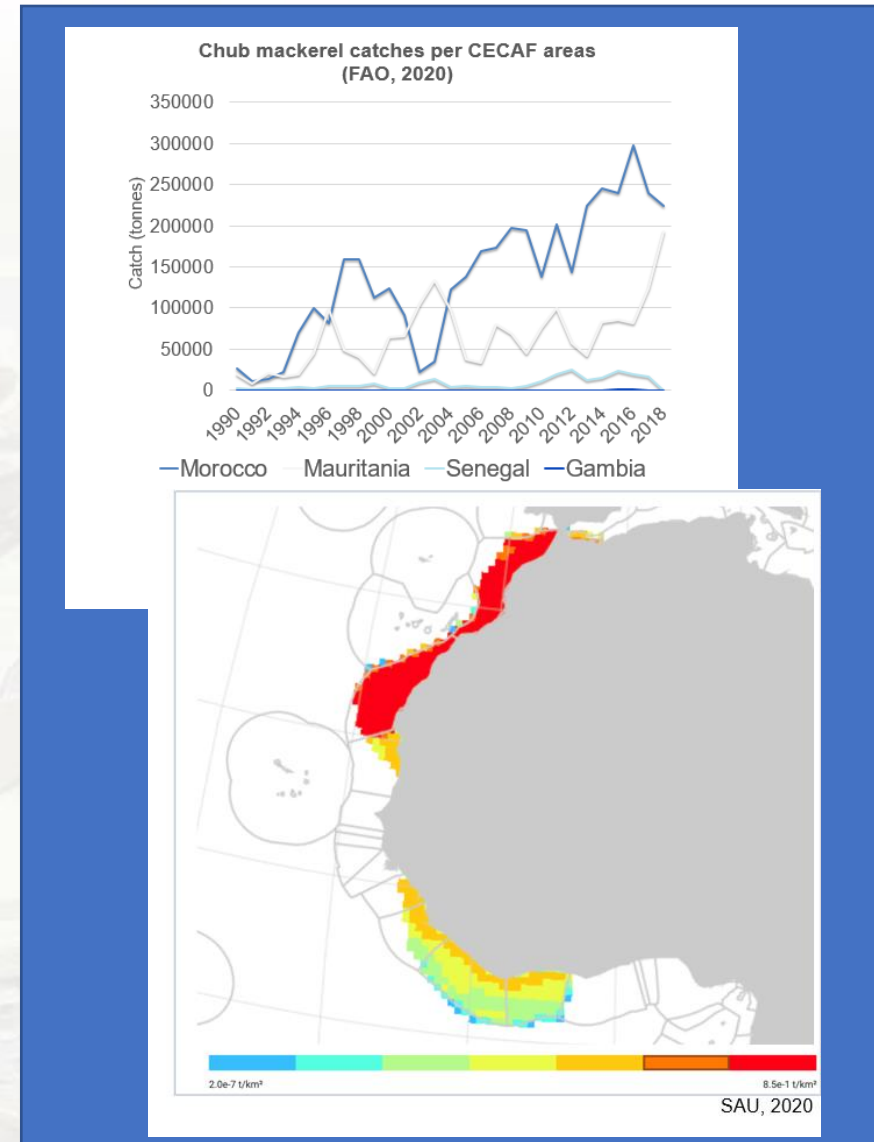 Chub mackerel catches per CECAF areas
(FAO, 2020)
Catch (tonnes)
350000
300000
250000
200000
150000
100000
50000
0
1990 1992 1994 1996 1998 2000 2002 2004 2006 2008 2010 2012 2014 2016 2018
Morocco Mauritania Senegal Gambia
2.0e-7 t/km² 8.5e-1 t/km²
SAU, 2020